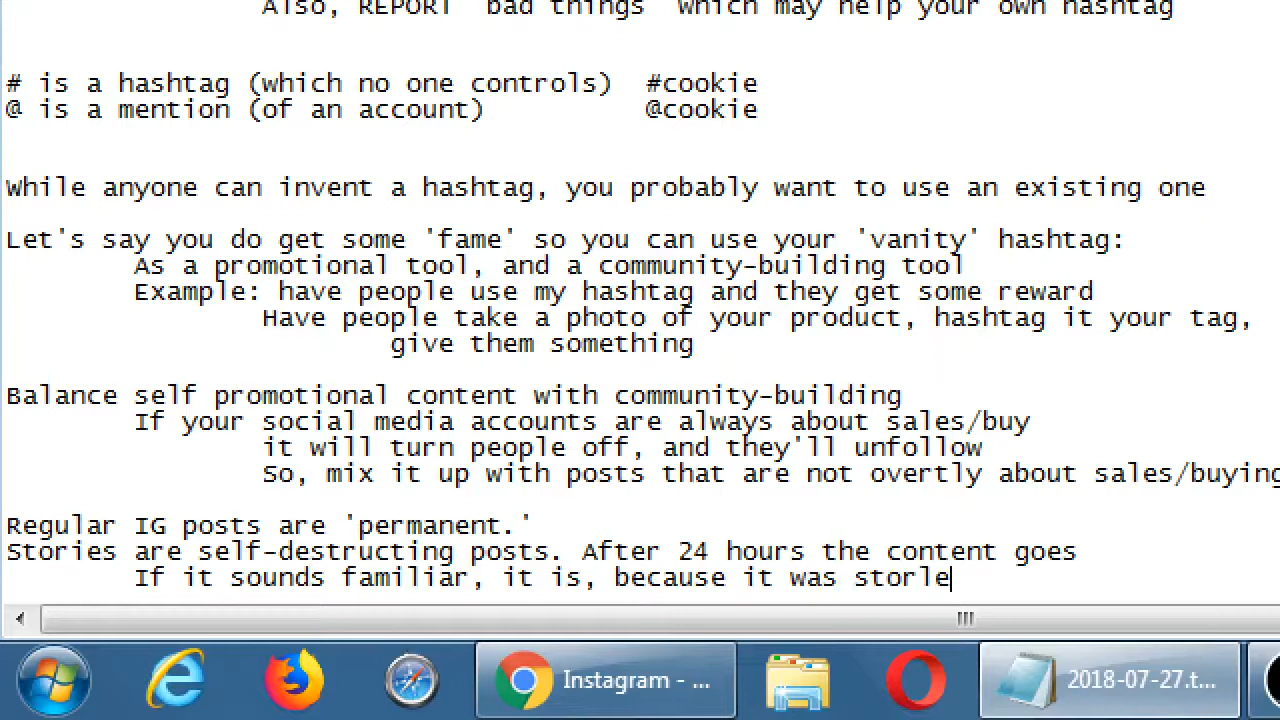 Also, REPORT "bad things" which may help your own hashtag
# is a hashtag (which no one controls) #cookie
@ is a mention (of an account) @cookie
While anyone can invent a hashtag, you probably want to use an existing one
Let's say you do get some 'fame' so you can use your 'vanity' hashtag:
As a promotional tool, and a community-building tool
Example: have people use my hashtag and they get some reward
Have people take a photo of your product, hashtag it your tag,
give them something
Balance self promotional content with community-building
If your social media accounts are always about sales/buy
it will turn people off, and they'll unfollow
So, mix it up with posts that are not overtly about sales/buying
Regular IG posts are 'permanent.'
Stories are self-destructing posts. After 24 hours the content goes
If it sounds familiar, it is, because it was storle
Instagram - ...
2018-07-27.t...